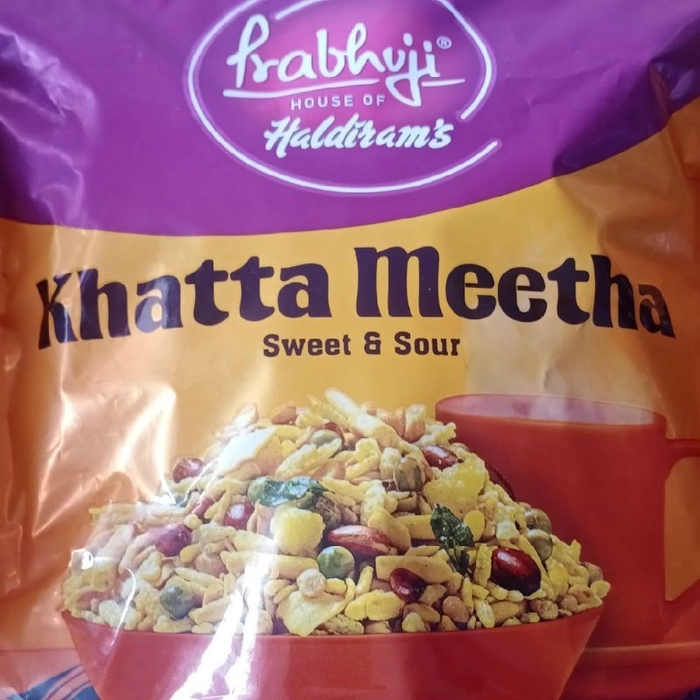 Prabhuji®
HOUSE OF
Haldiram's
Khatta Meetha
Sweet & Sour